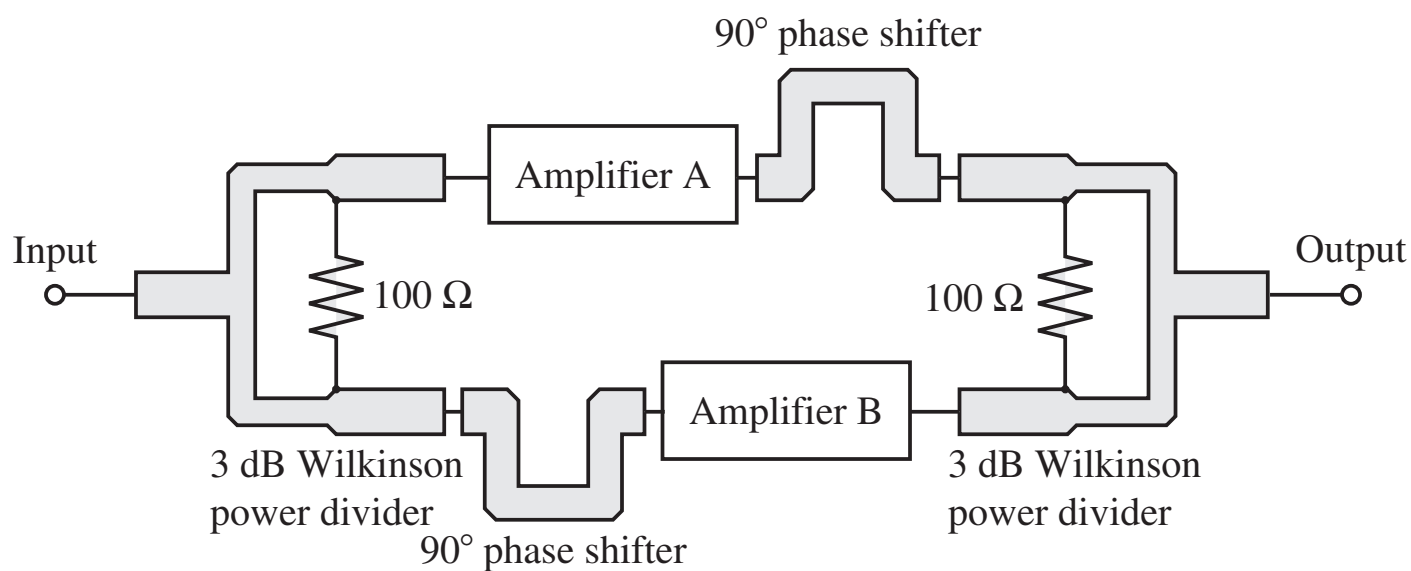 90° phase shifter
Amplifier A
Input
100 Ω
100 Ω
Output
Amplifier B
3 dB Wilkinson
power divider
3 dB Wilkinson
power divider
90° phase shifter